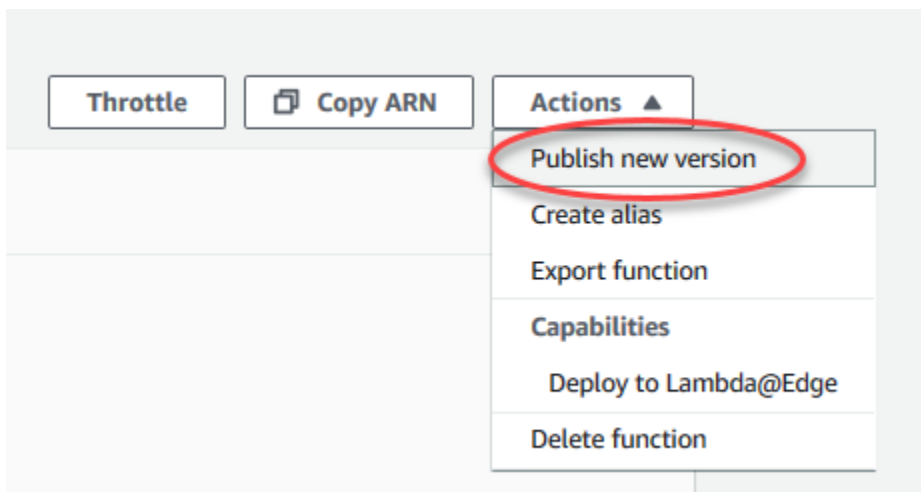 Throttle
Copy ARN
Actions
Publish new version
Create alias
Export function
Capabilities
Deploy to Lambda@Edge
Delete function